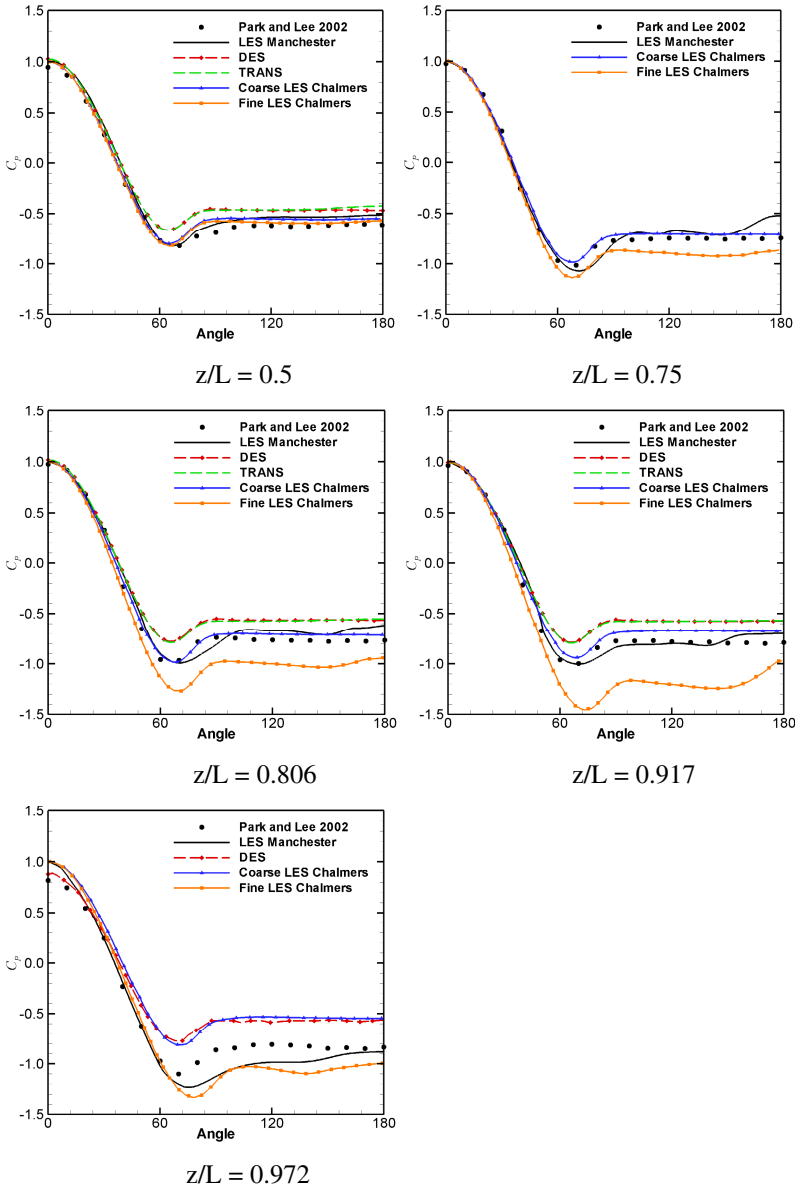 1.5
1.0
0.5
0.0
-0.5
-1.0
-1.5
C_P
0 60 120 180
Angle
Park and Lee 2002
LES Manchester
DES
TRANS
Coarse LES Chalmers
Fine LES Chalmers
z/L = 0.5
1.5
1.0
0.5
0.0
-0.5
-1.0
-1.5
C_P
0 60 120 180
Angle
Park and Lee 2002
LES Manchester
Coarse LES Chalmers
Fine LES Chalmers
z/L = 0.75
1.5
1.0
0.5
0.0
-0.5
-1.0
-1.5
C_P
0 60 120 180
Angle
Park and Lee 2002
LES Manchester
DES
TRANS
Coarse LES Chalmers
Fine LES Chalmers
z/L = 0.806
1.5
1.0
0.5
0.0
-0.5
-1.0
-1.5
C_P
0 60 120 180
Angle
Park and Lee 2002
LES Manchester
DES
TRANS
Coarse LES Chalmers
Fine LES Chalmers
z/L = 0.917
1.5
1.0
0.5
0.0
-0.5
-1.0
-1.5
C_P
0 60 120 180
Angle
Park and Lee 2002
LES Manchester
DES
Coarse LES Chalmers
Fine LES Chalmers
z/L = 0.972